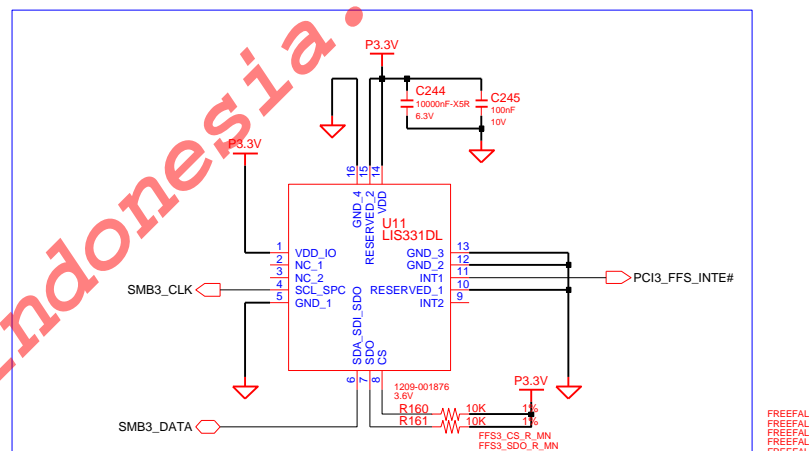 ndonesia.
P3.3V
C244
10000nF-X5R
6.3V
C245
100nF
10V
P3.3V
16
15
14
GND_4
RESERVED_2
VDD
U11
LIS331DL
1 VDD_IO
2 NC_1
3 NC_2
4 SCL_SPC
5 GND_1
GND_3 13
GND_2 12
INT1 11
RESERVED_1 10
INT2 9
SMB3_CLK
PCI3_FFS_INTE#
SDA_SDI_SDO
SDO
CS
6
7
8
1209-001876
3.6V
P3.3V
R160 10K 1%
R161 10K 1%
SMB3_DATA
FFS3_CS_R_MN
FFS3_SDO_R_MN
FREEFAL
FREEFAL
FREEFAL
FREEFAL
FREEFAL